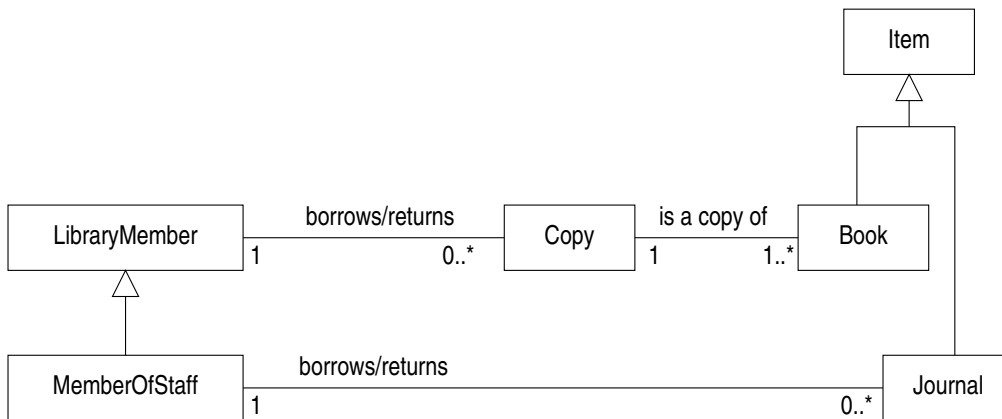 Item
borrows/returns
is a copy of
LibraryMember
Copy
Book
1
0..*
1
1..*
borrows/returns
MemberOfStaff
Journal
1
0..*